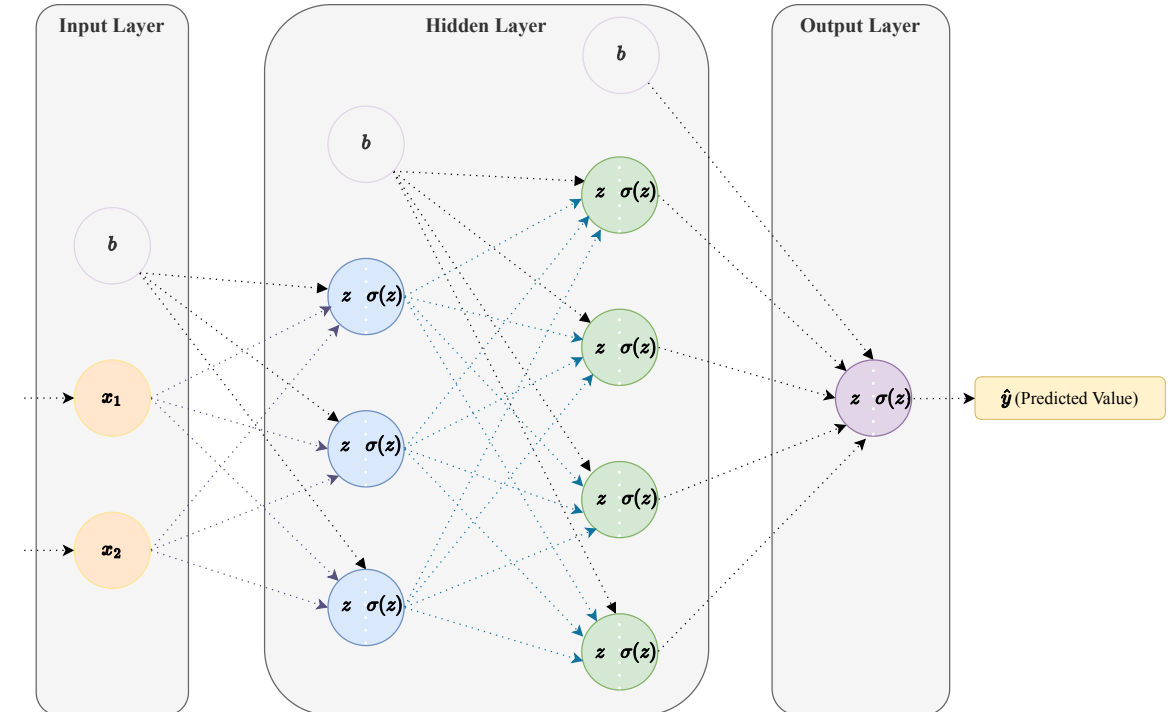 Input Layer
Hidden Layer
Output Layer
b
b
b
z σ(z)
z σ(z)
z σ(z)
z σ(z)
x₁
z σ(z)
ŷ (Predicted Value)
z σ(z)
z σ(z)
x₂
z σ(z)
z σ(z)